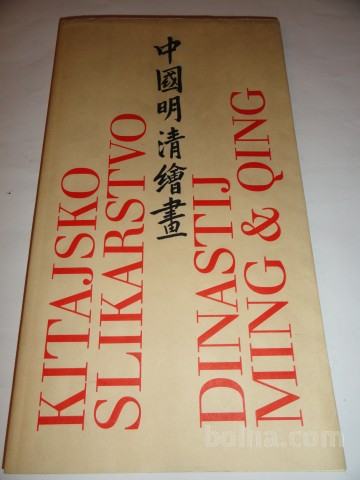 KITAJSKO
SLIKARSTVO
中國明清繪畫
DINASTIJ
MING & QING
bolha.com